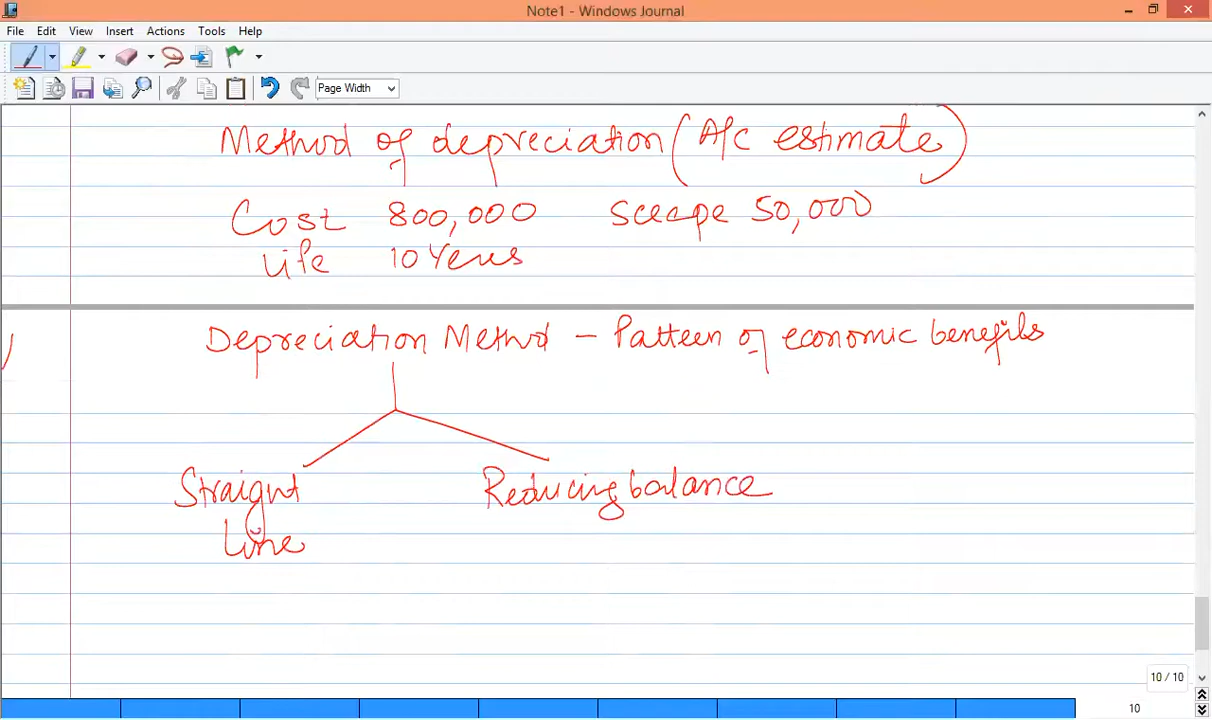 Note1 - Windows Journal
File Edit View Insert Actions Tools Help
Page Width
Method of depreciation (A/c estimate)
Cost 800,000 Scrape 50,000
Life 10 Years
Depreciation Method - Pattern of economic benefits
Straight Reducing balance
Line
10 / 10
10